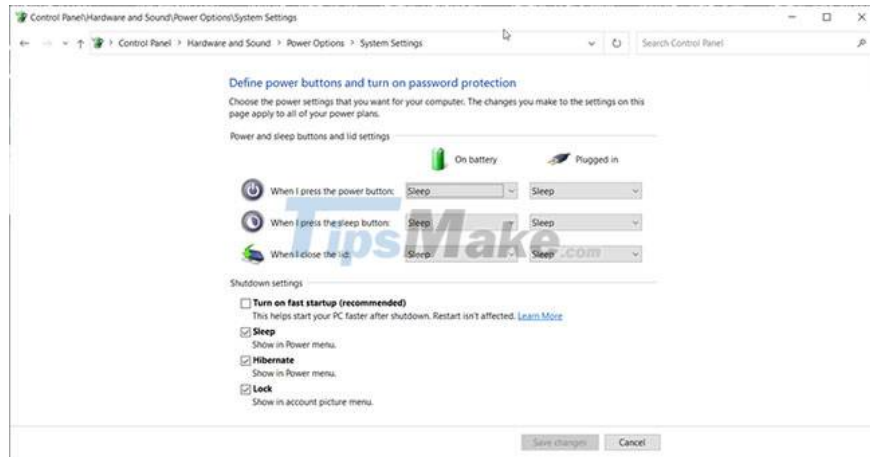 Control Panel\Hardware and Sound\Power Options\System Settings
Control Panel > Hardware and Sound > Power Options > System Settings
Search Control Panel
Define power buttons and turn on password protection
Choose the power settings that you want for your computer. The changes you make to the settings on this
page apply to all of your power plans.
Power and sleep buttons and lid settings
On battery Plugged in
When I press the power button: Sleep Sleep
When I press the sleep button: Sleep Sleep
When I close the lid: Sleep Sleep
TipsMake.com
Shutdown settings
Turn on fast startup (recommended)
This helps start your PC faster after shutdown. Restart isn't affected. Learn More
Sleep
Show in Power menu.
Hibernate
Show in Power menu.
Lock
Show in account picture menu.
Save changes Cancel